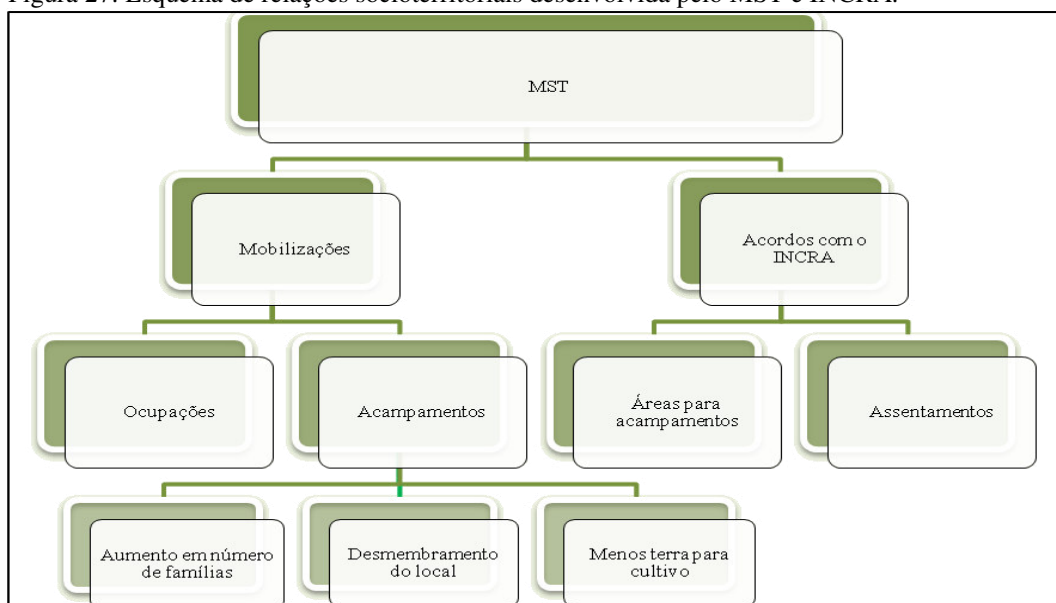 Figura 27. Esquema de relações socioterritoriais desenvolvida pelo MST e INCRA.
MST
Mobilizações
Acordos com o
INCRA
Ocupações
Acampamentos
Áreas para
acampamentos
Assentamentos
Aumento em número
de famílias
Desmembramento
do local
Menos terra para
cultivo